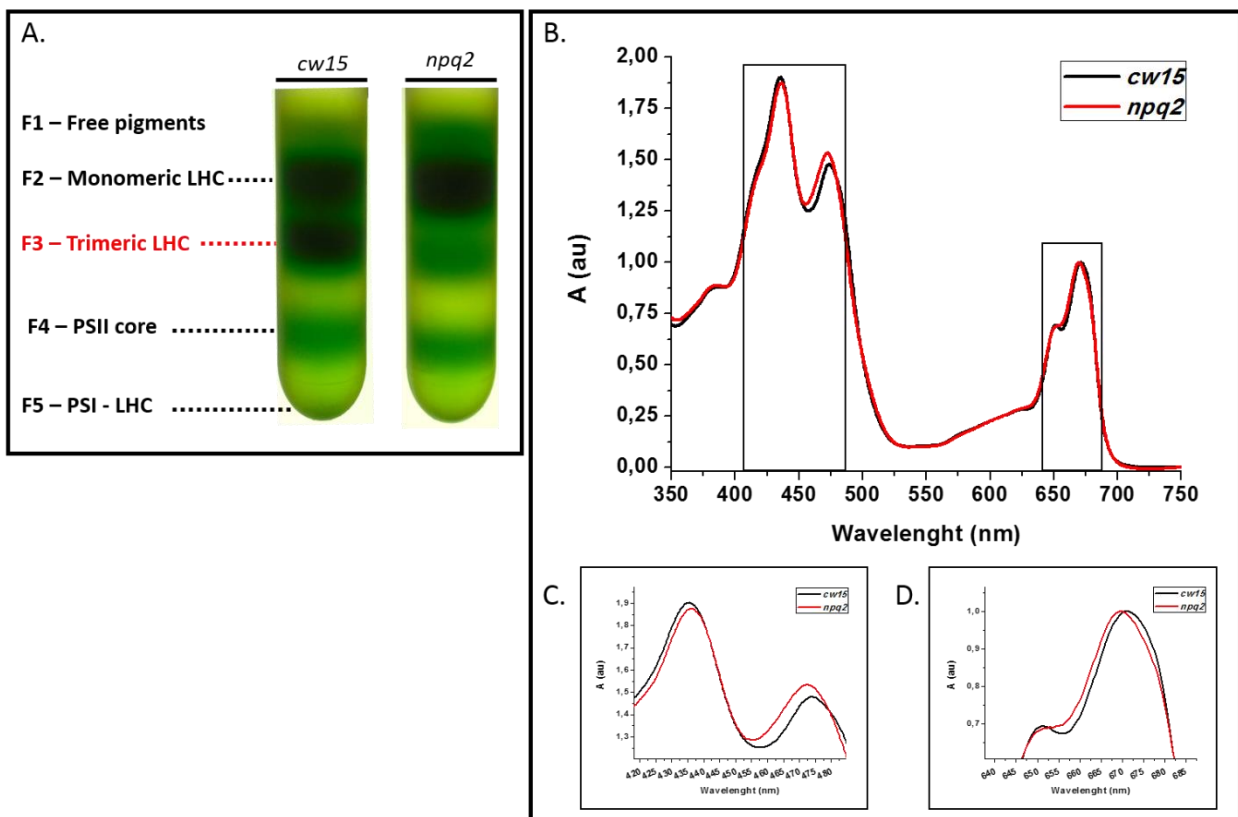 A.
cw15 npq2
F1 – Free pigments
F2 – Monomeric LHC
F3 – Trimeric LHC
F4 – PSII core
F5 – PSI - LHC
B.
cw15
npq2
2,00
1,75
1,50
1,25
1,00
0,75
0,50
0,25
0,00
A (au)
350 400 450 500 550 600 650 700 750
Wavelenght (nm)
C.
cw15
npq2
1,9
1,8
1,7
1,6
1,5
1,4
1,3
A (au)
420 425 430 435 440 445 450 455 460 465 470 475 480
Wavelenght (nm)
D.
cw15
npq2
1,0
0,9
0,8
0,7
A (au)
640 645 650 655 660 665 670 675 680 685
Wavelenght (nm)